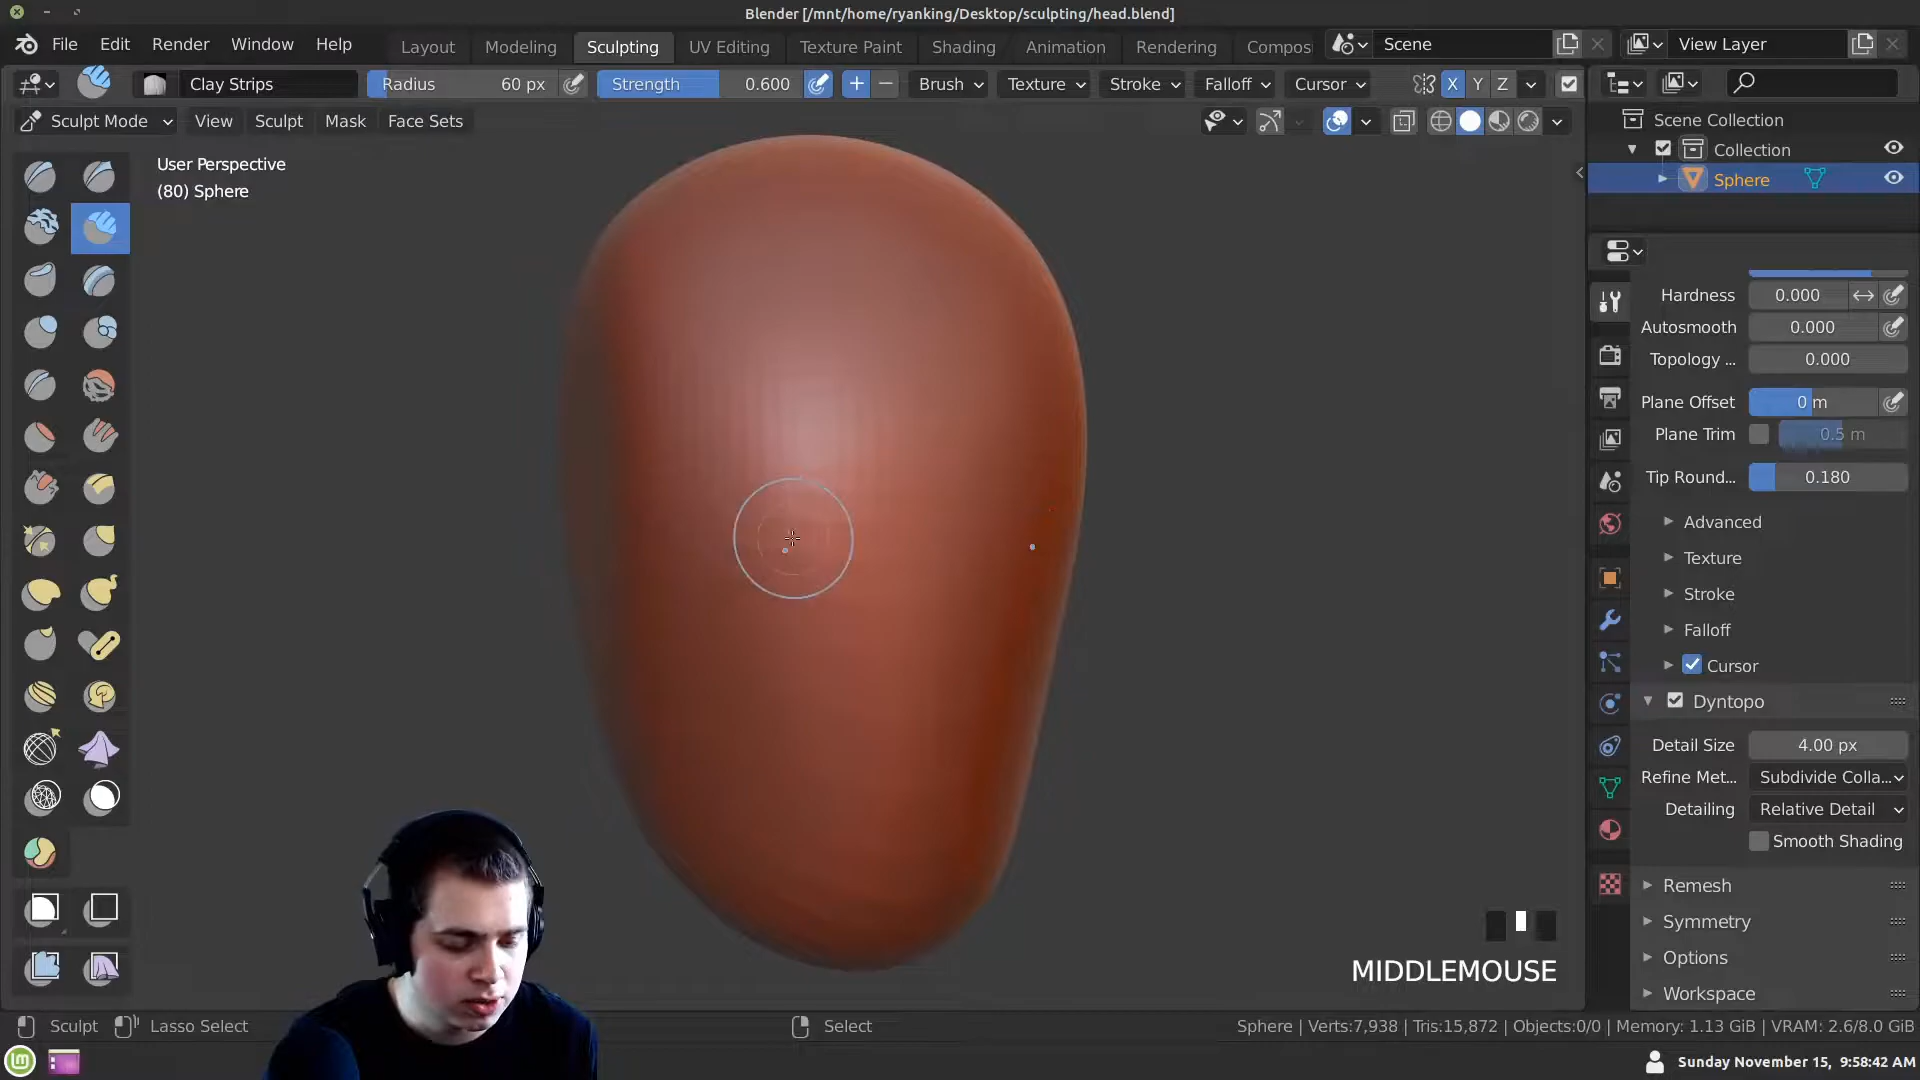 Blender [/mnt/home/ryanking/Desktop/sculpting/head.blend]
File Edit Render Window Help Layout Modeling Sculpting UV Editing Texture Paint Shading Animation Rendering Compos Scene View Layer
Clay Strips Radius 60 px Strength 0.600 Brush Texture Stroke Falloff Cursor X Y Z
Sculpt Mode View Sculpt Mask Face Sets
Scene Collection
Collection
Sphere
User Perspective
(80) Sphere
Hardness 0.000
Autosmooth 0.000
Topology ... 0.000
Plane Offset 0 m
Plane Trim 0.5 m
Tip Round... 0.180
Advanced
Texture
Stroke
Falloff
Cursor
Dyntopo
Detail Size 4.00 px
Refine Met... Subdivide Colla...
Detailing Relative Detail
Smooth Shading
Remesh
Symmetry
Options
Workspace
MIDDLEMOUSE
Sculpt Lasso Select Select Sphere | Verts:7,938 | Tris:15,872 | Objects:0/0 | Memory: 1.13 GiB | VRAM: 2.6/8.0 GiB
Sunday November 15, 9:58:42 AM